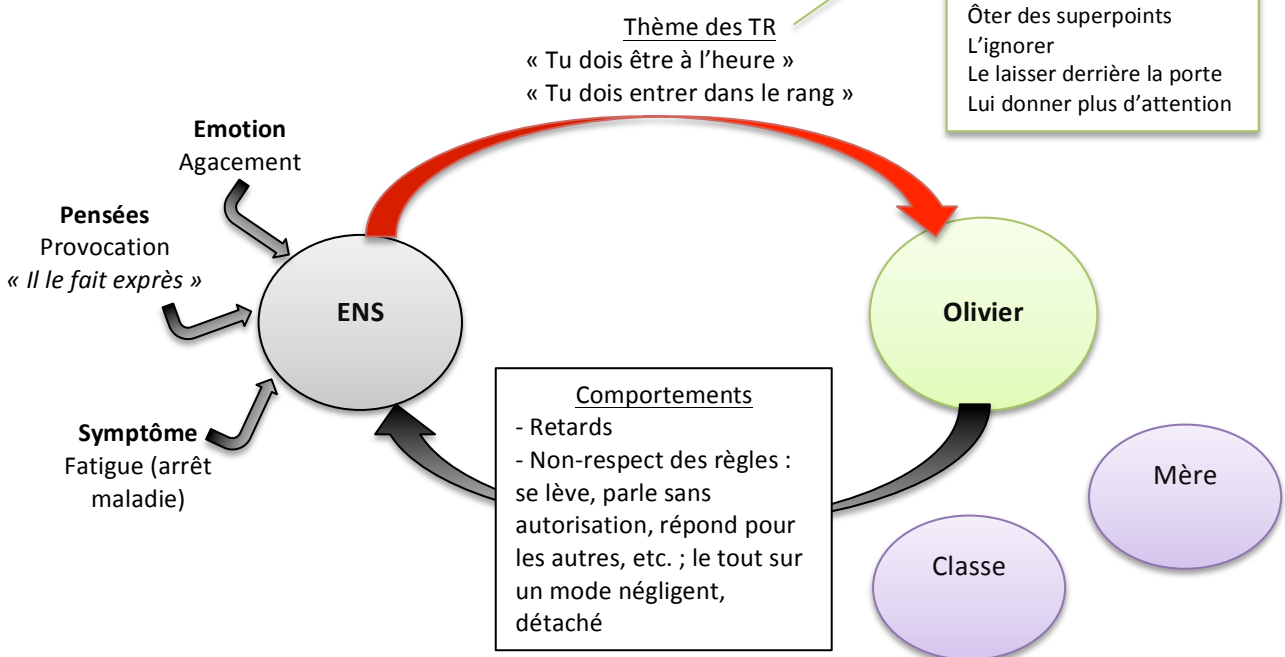 Ôter des superpoints
L’ignorer
Le laisser derrière la porte
Lui donner plus d’attention
Thème des TR
« Tu dois être à l’heure »
« Tu dois entrer dans le rang »
Emotion
Agacement
Pensées
Provocation
« Il le fait exprès »
ENS
Olivier
Symptôme
Fatigue (arrêt
maladie)
Comportements
- Retards
- Non-respect des règles :
se lève, parle sans
autorisation, répond pour
les autres, etc. ; le tout sur
un mode négligent,
détaché
Mère
Classe